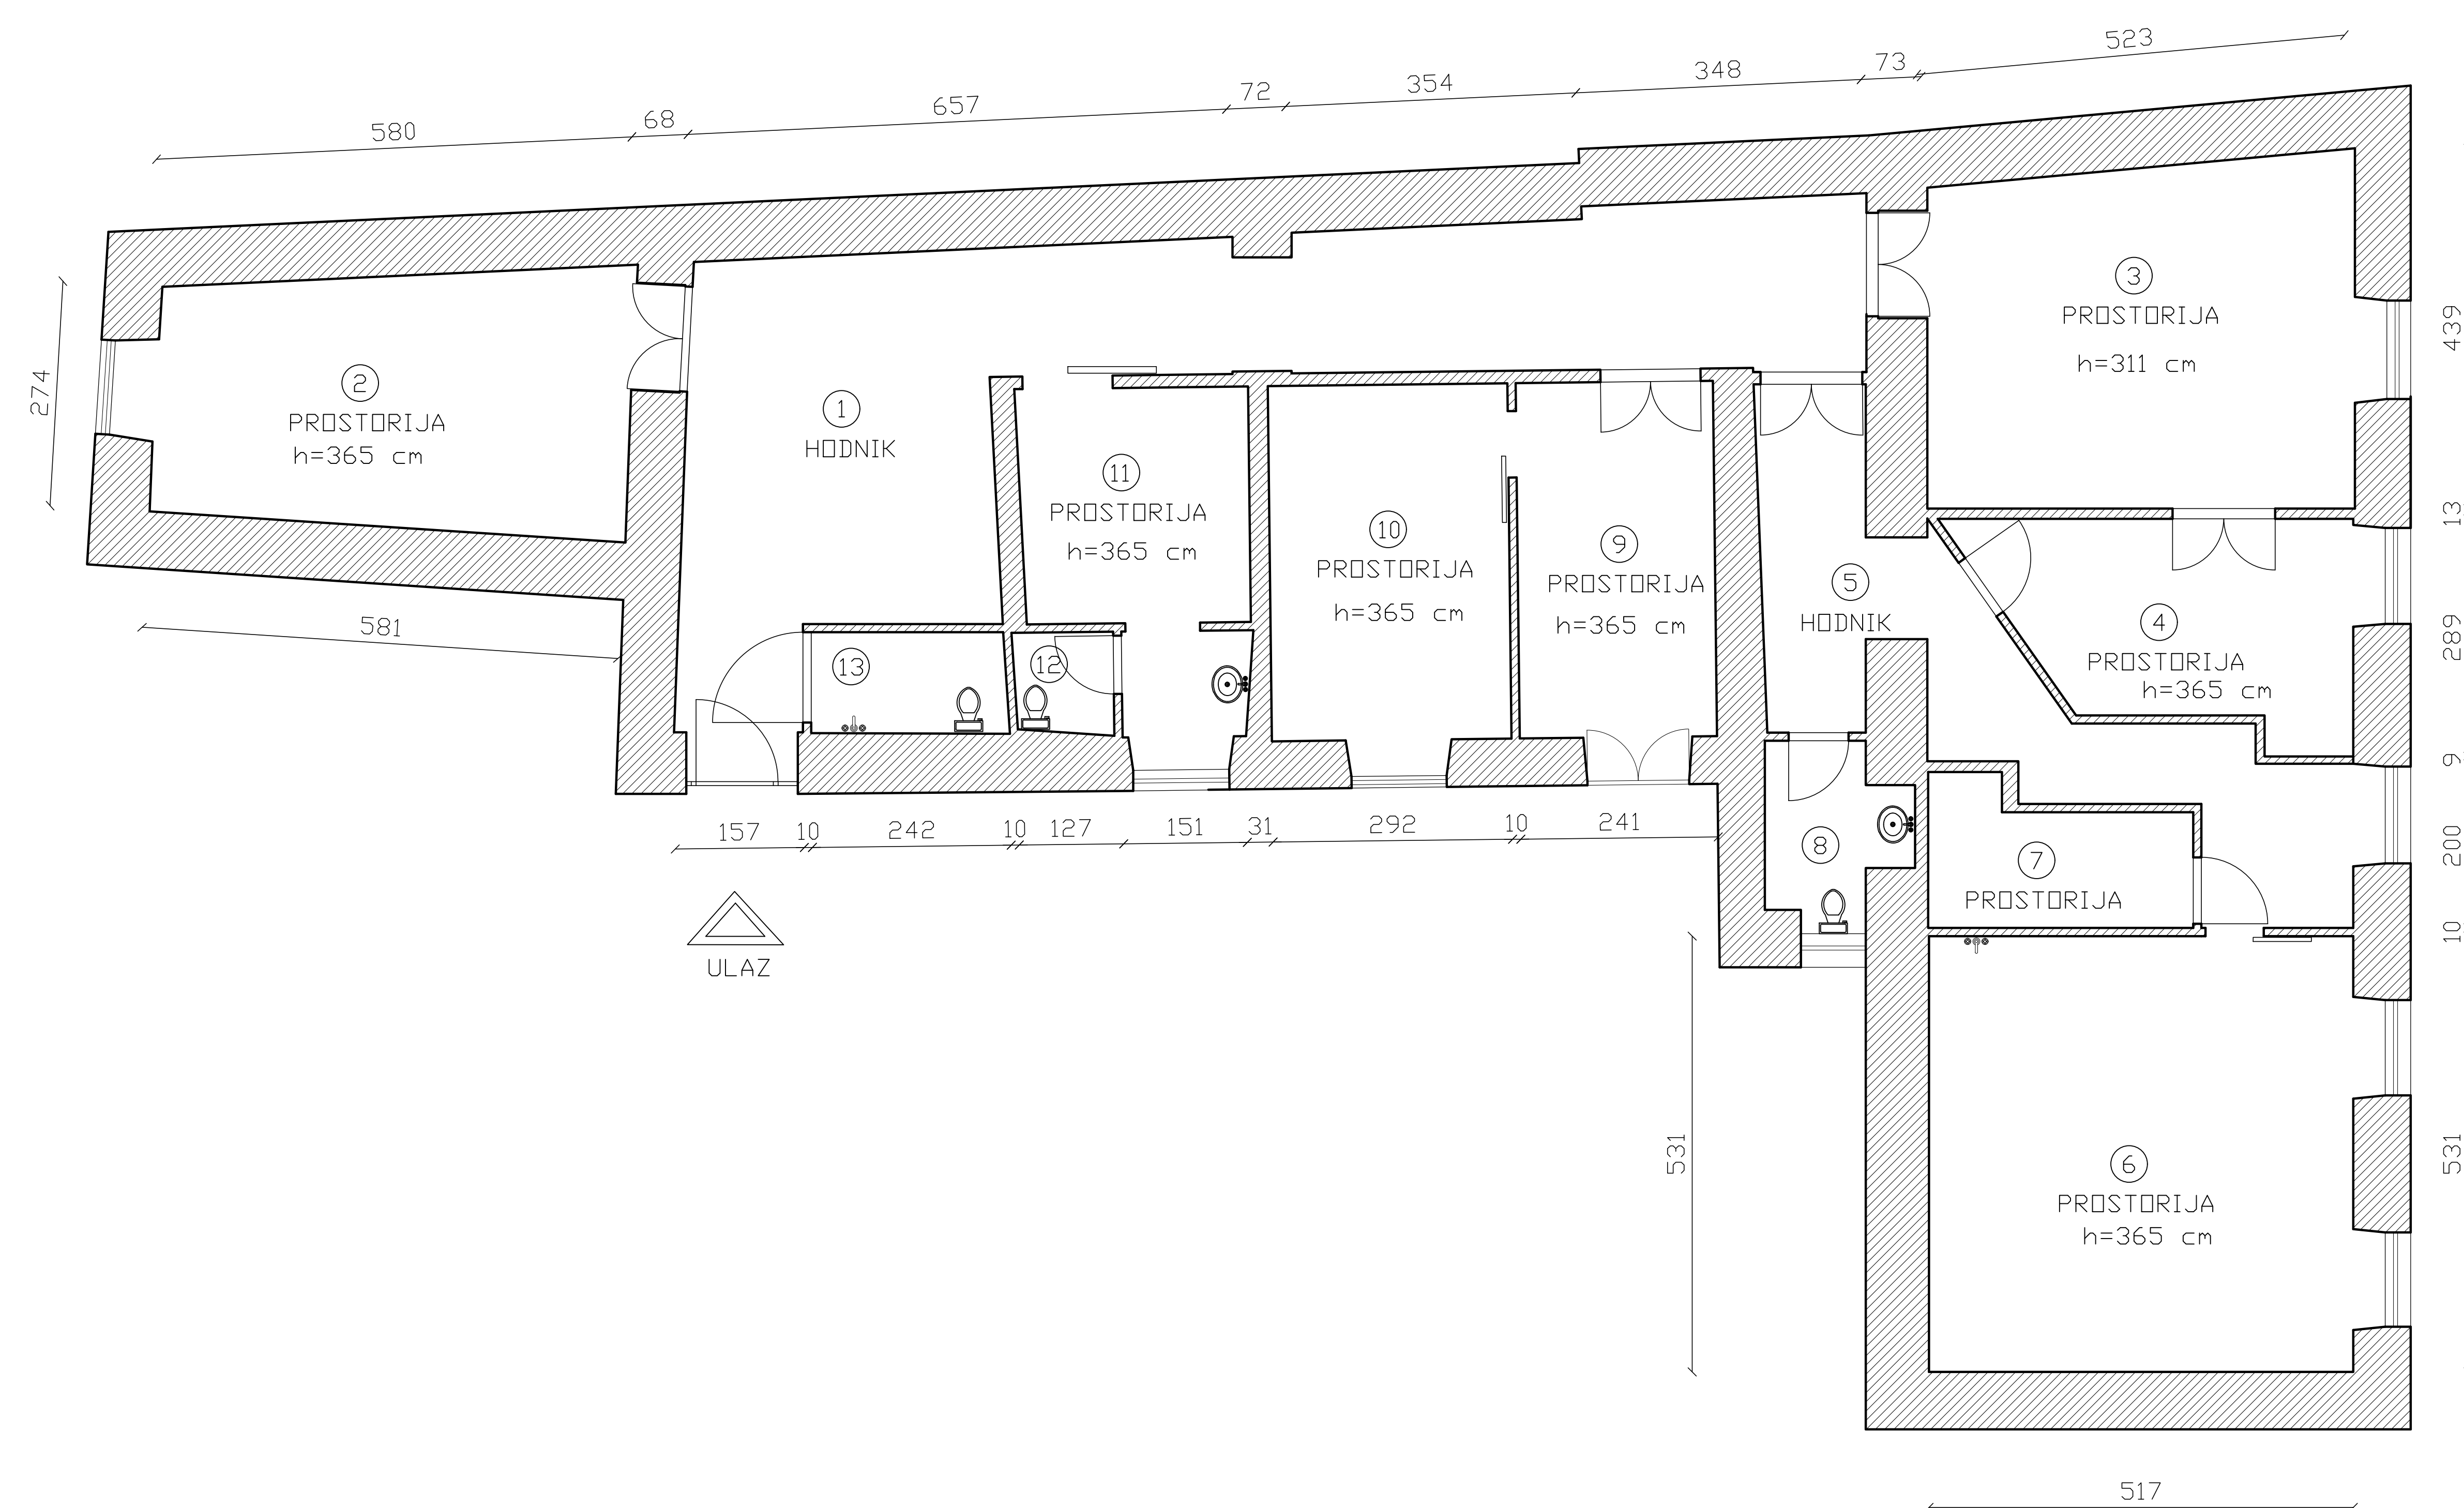 523
73
348
354
72
657
68
580
274
581
2
PROSTORIJA
h=365 cm
1
HODNIK
11
PROSTORIJA
h=365 cm
10
PROSTORIJA
h=365 cm
9
PROSTORIJA
h=365 cm
5
HODNIK
3
PROSTORIJA
h=311 cm
4
PROSTORIJA
h=365 cm
13
12
8
7
PROSTORIJA
6
PROSTORIJA
h=365 cm
157
10
242
10
127
151
31
292
10
241
ULAZ
531
439
13
289
9
200
10
531
517